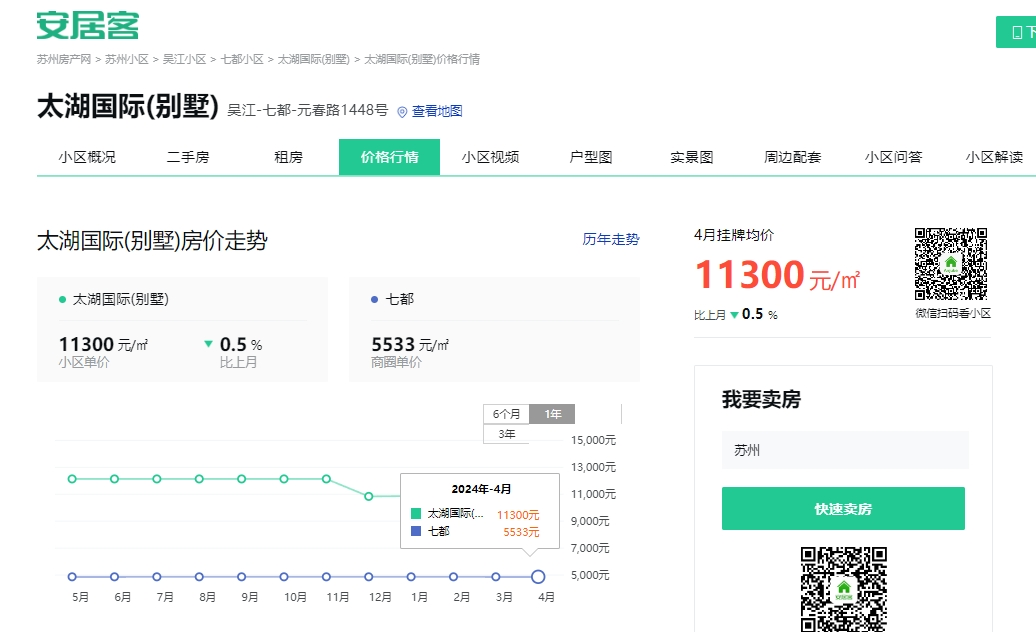 安居客
下
苏州房产网 > 苏州小区 > 吴江小区 > 七都小区 > 太湖国际(别墅) > 太湖国际(别墅)价格行情
太湖国际(别墅) 吴江-七都-元春路1448号 查看地图
小区概况 二手房 租房 价格行情 小区视频 户型图 实景图 周边配套 小区问答 小区解读
太湖国际(别墅)房价走势 历年走势
太湖国际(别墅)
11300 元/㎡ 0.5 %
小区单价 比上月
七都
5533 元/㎡
商圈单价
6个月 1年
3年
15,000元
13,000元
11,000元
9,000元
7,000元
5,000元
2024年-4月
太湖国际(... 11300元
七都 5533元
5月 6月 7月 8月 9月 10月 11月 12月 1月 2月 3月 4月
4月挂牌均价
11300 元/㎡
比上月 0.5 %
微信扫码看小区
我要卖房
苏州
快速卖房